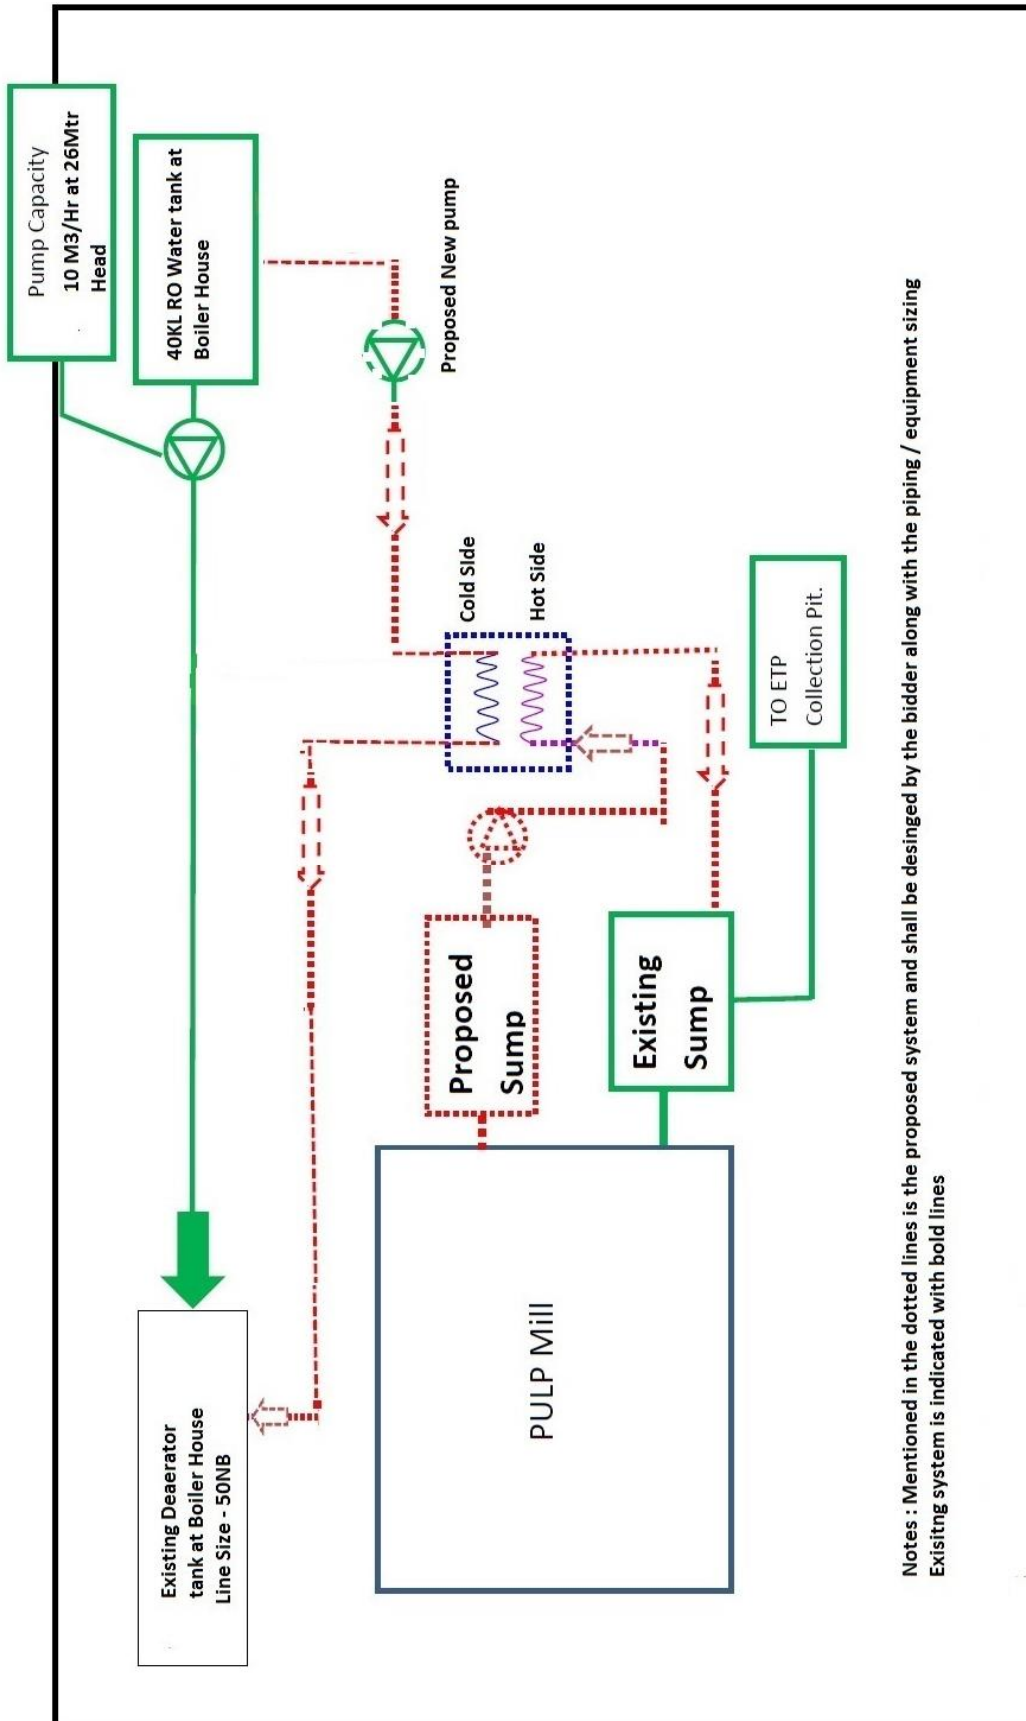 Pump Capacity
10 M3/Hr at 26Mtr
Head
40KL RO Water tank at
Boiler House
Proposed New pump
Cold SIde
Hot Side
TO ETP
Collection Pit.
Existing Deaerator
tank at Boiler House
Line Size - 50NB
Proposed
Sump
Existing
Sump
PULP Mill
Notes : Mentioned in the dotted lines is the proposed system and shall be desinged by the bidder along with the piping / equipment sizing
Exisitng system is indicated with bold lines